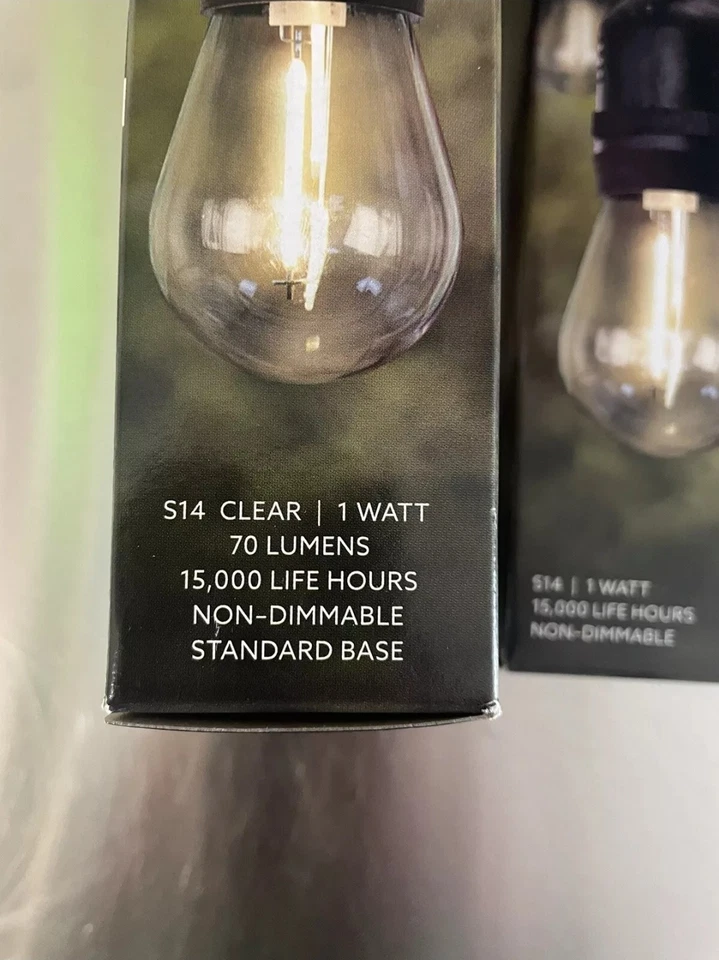 S14 CLEAR | 1 WATT
70 LUMENS
15,000 LIFE HOURS
NON-DIMMABLE
STANDARD BASE
S14 | 1 WATT
15,000 LIFE HOURS
NON-DIMMABLE